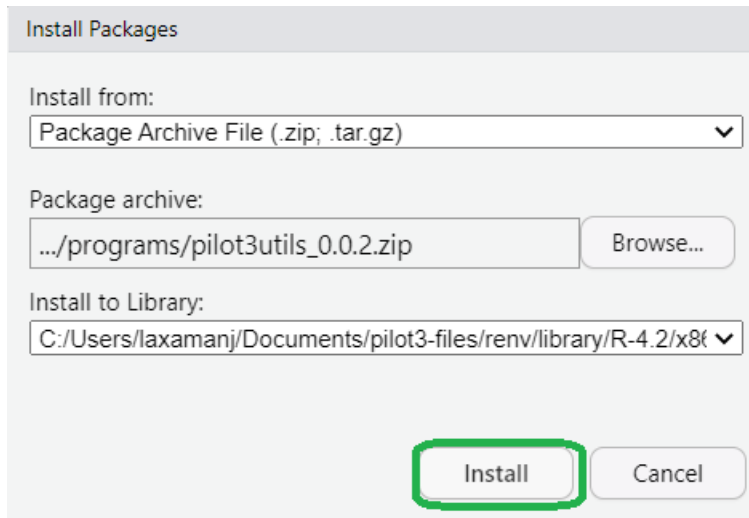 Install Packages
Install from:
Package Archive File (.zip; .tar.gz)
Package archive:
.../programs/pilot3utils_0.0.2.zip
Browse...
Install to Library:
C:/Users/laxamanj/Documents/pilot3-files/renv/library/R-4.2/x86
Install
Cancel